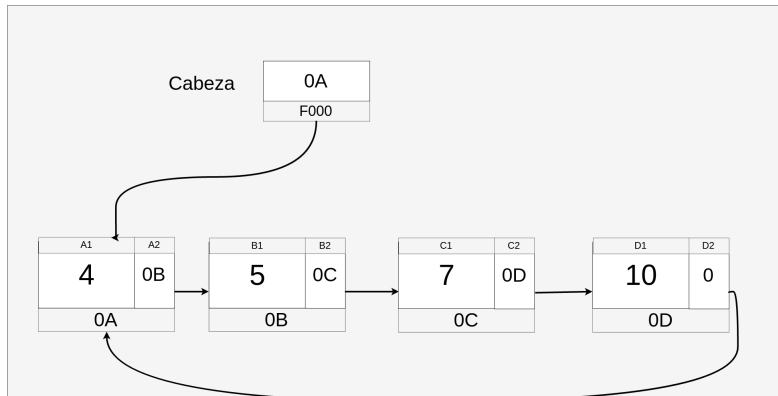 Cabeza
0A
F000
A1 A2 B1 B2 C1 C2 D1 D2
4 0B 5 0C 7 0D 10 0
0A 0B 0C 0D